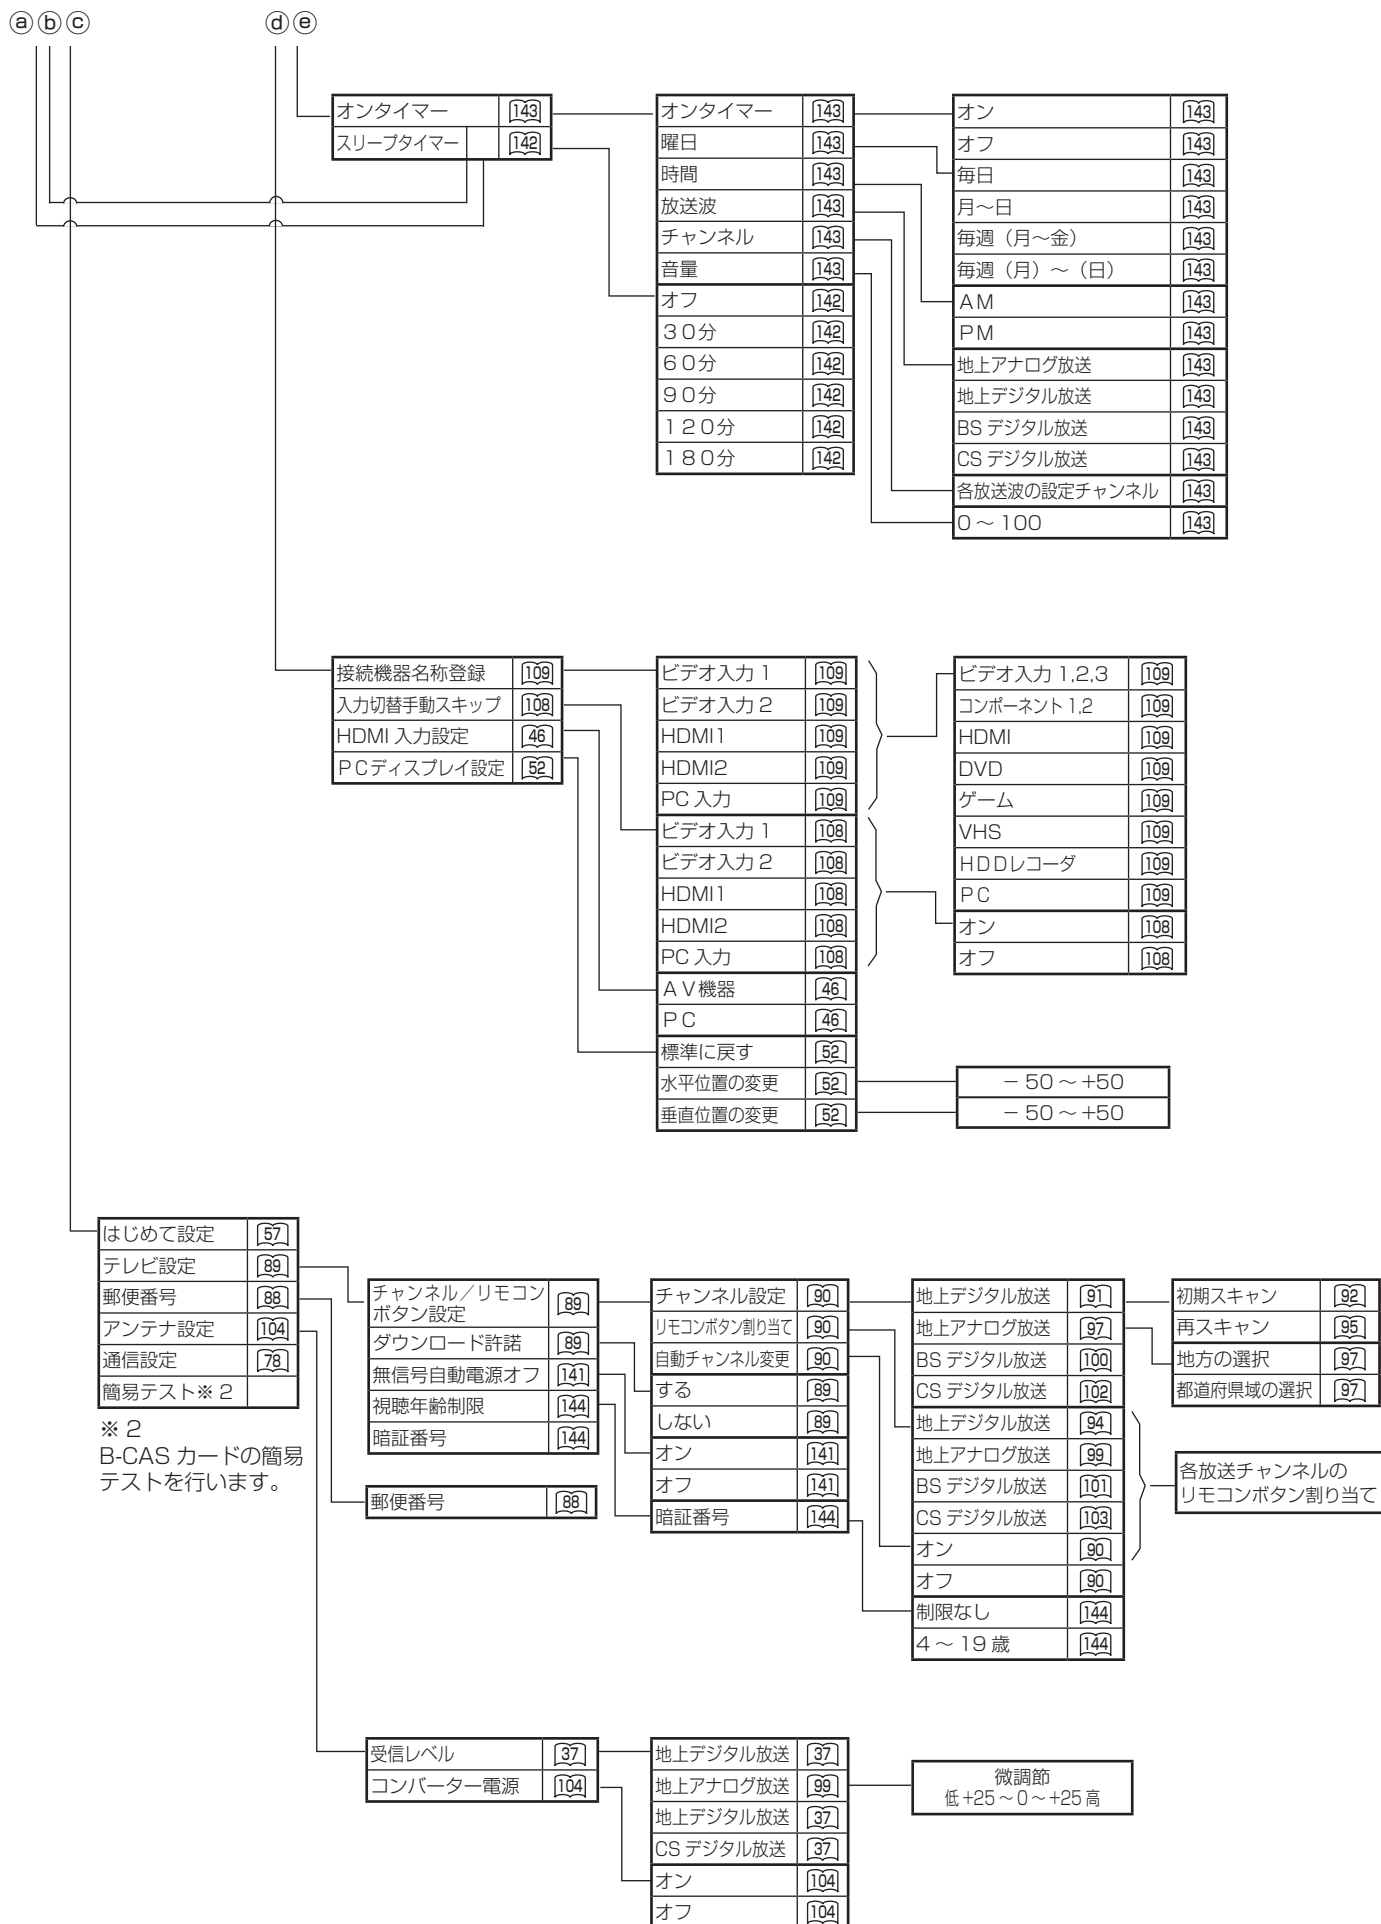 ⓐⓑⓒ
ⓓⓔ
オンタイマー 143
スリープタイマー 142
オンタイマー 143
曜日 143
時間 143
放送波 143
チャンネル 143
音量 143
オフ 142
３０分 142
６０分 142
９０分 142
１２０分 142
１８０分 142
オン 143
オフ 143
毎日 143
月～日 143
毎週（月～金） 143
毎週（月）～（日） 143
ＡＭ 143
ＰＭ 143
地上アナログ放送 143
地上デジタル放送 143
BS デジタル放送 143
CS デジタル放送 143
各放送波の設定チャンネル 143
０～ 100 143
接続機器名称登録 109
入力切替手動スキップ 108
HDMI 入力設定 46
ＰＣディスプレイ設定 52
ビデオ入力 1 109
ビデオ入力 2 109
HDMI1 109
HDMI2 109
PC 入力 109
ビデオ入力 1 108
ビデオ入力 2 108
HDMI1 108
HDMI2 108
PC 入力 108
ＡＶ機器 46
ＰＣ 46
標準に戻す 52
水平位置の変更 52
垂直位置の変更 52
ビデオ入力 1,2,3 109
コンポーネント 1,2 109
HDMI 109
DVD 109
ゲーム 109
VHS 109
ＨＤＤレコーダ 109
ＰＣ 109
オン 108
オフ 108
－ 50 ～ +50
－ 50 ～ +50
はじめて設定 57
テレビ設定 89
郵便番号 88
アンテナ設定 104
通信設定 78
簡易テスト※ 2
※ 2
B-CAS カードの簡易
テストを行います。
チャンネル／リモコン
ボタン設定 89
ダウンロード許諾 89
無信号自動電源オフ 141
視聴年齢制限 144
暗証番号 144
郵便番号 88
チャンネル設定 90
リモコンボタン割り当て 90
自動チャンネル変更 90
する 89
しない 89
オン 141
オフ 141
暗証番号 144
地上デジタル放送 91
地上アナログ放送 97
BS デジタル放送 100
CS デジタル放送 102
地上デジタル放送 94
地上アナログ放送 99
BS デジタル放送 101
CS デジタル放送 103
オン 90
オフ 90
制限なし 144
4 ～ 19 歳 144
初期スキャン 92
再スキャン 95
地方の選択 97
都道府県域の選択 97
各放送チャンネルの
リモコンボタン割り当て
受信レベル 37
コンバーター電源 104
地上デジタル放送 37
地上アナログ放送 99
地上デジタル放送 37
CS デジタル放送 37
オン 104
オフ 104
微調節
低 +25 ～ 0 ～ +25 高